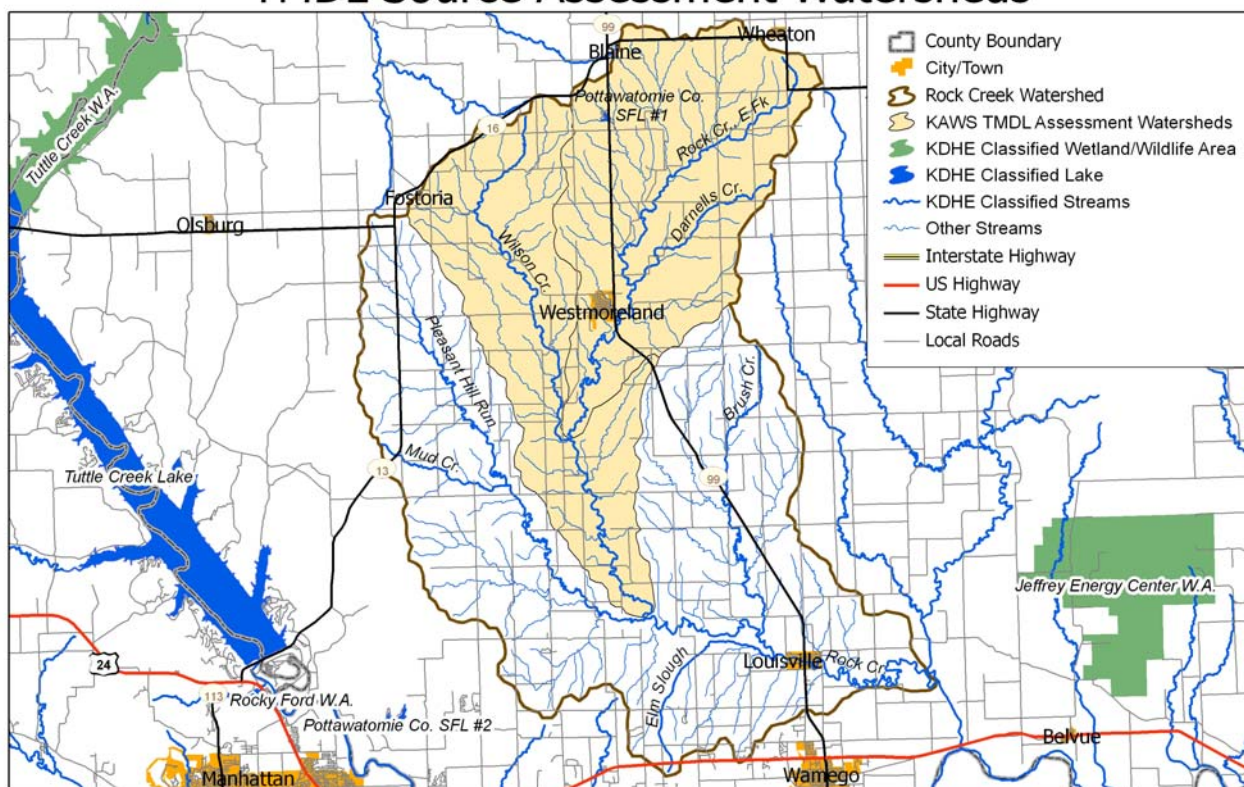 TMDL Source Assessment Watersheds
99
Wheaton
Blaine
Pottawatomie Co.
SFL #1
16
Rock Cr., E Fk
Tuttle Creek W.A.
Fostoria
Darnells Cr.
Olsburg
Wilson Cr.
Westmoreland
Pleasant Hill Run
Brush Cr.
Mud Cr.
13
99
Tuttle Creek Lake
Jeffrey Energy Center W.A.
24
Elm Slough
Louisville
Rock Cr.
113
Rocky Ford W.A.
Pottawatomie Co. SFL #2
Belvue
Manhattan
Wamego
County Boundary
City/Town
Rock Creek Watershed
KAWS TMDL Assessment Watersheds
KDHE Classified Wetland/Wildlife Area
KDHE Classified Lake
KDHE Classified Streams
Other Streams
Interstate Highway
US Highway
State Highway
Local Roads